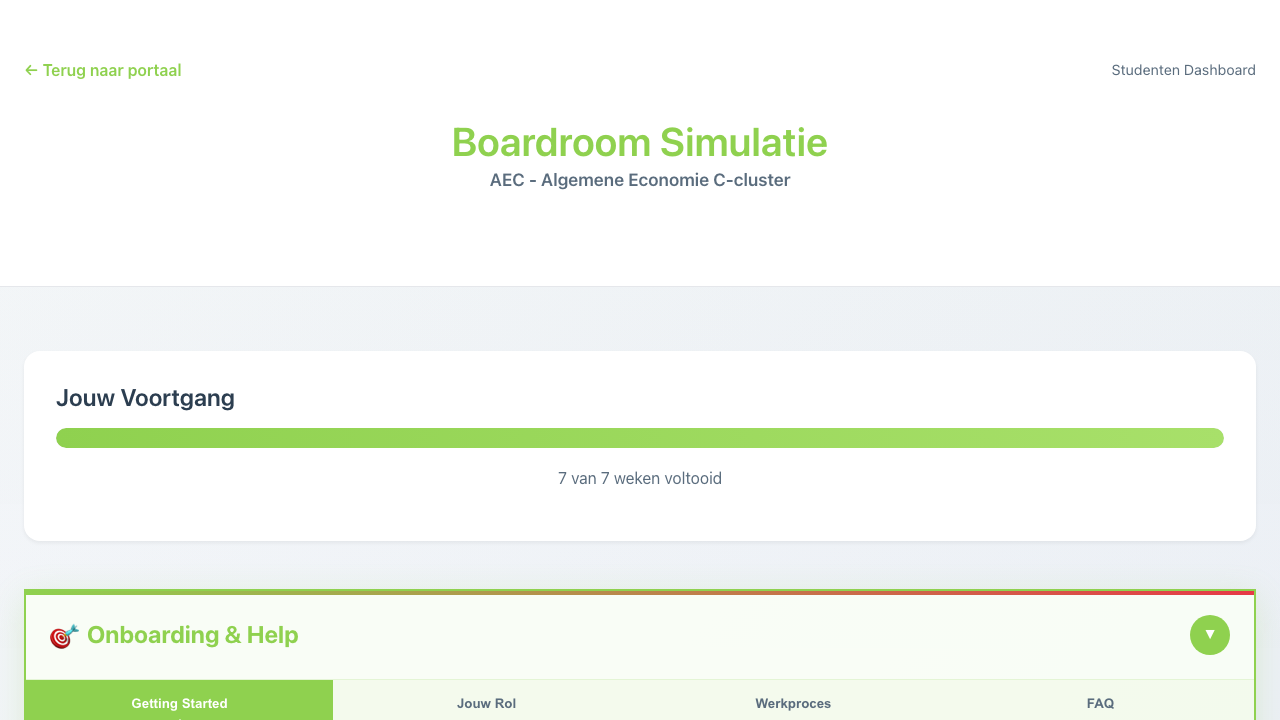 ← Terug naar portaal
Studenten Dashboard
Boardroom Simulatie
AEC - Algemene Economie C-cluster
Jouw Voortgang
7 van 7 weken voltooid
🎯 Onboarding & Help
▼
Getting Started
Jouw Rol
Werkproces
FAQ